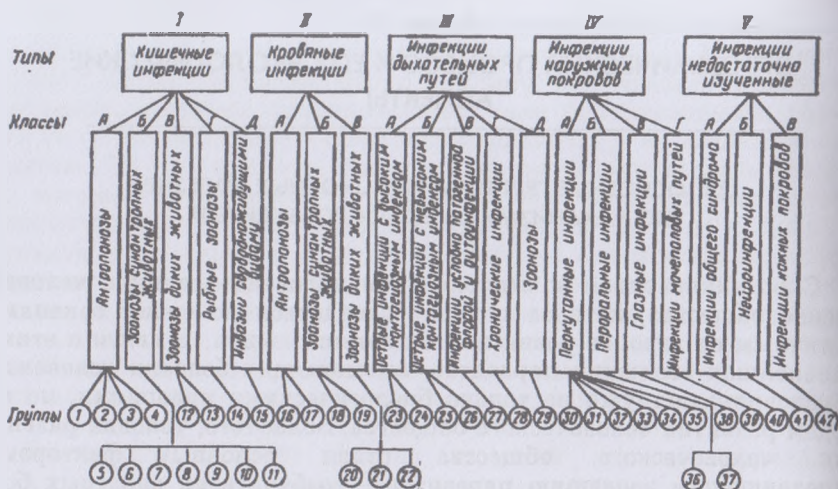 I II III IV V
Типы Кишечные инфекции Кровяные инфекции Инфекции дыхательных путей Инфекции наружных покровов Инфекции недостаточно изученные
Классы А Б В Г Д А Б В А Б В Г Д А Б В Г А Б В
Антропонозы
Зоонозы синантропных животных
Зоонозы диких животных
Рыбные зоонозы
свободноживущими видами
Антропонозы
Зоонозы синантропных животных
Зоонозы диких животных
Острые инфекции с высоким контагиозным индексом
Острые инфекции с невысоким контагиозным индексом
Инфекции условно патогенной флорой аутоинфекции
Хронические инфекции
Зоонозы
Перкутанные инфекции
инфекции
Глазные инфекции
Инфекции мочеполовых путей
Инфекции общего синдрома
Нейроинфекции
Инфекции кожных покровов
Группы 1 2 3 4 12 13 14 15 16 17 18 19 23 24 25 26 27 28 29 30 31 32 33 34 35 38 39 40 41 42
5 6 7 8 9 10 11 20 21 22 36 37